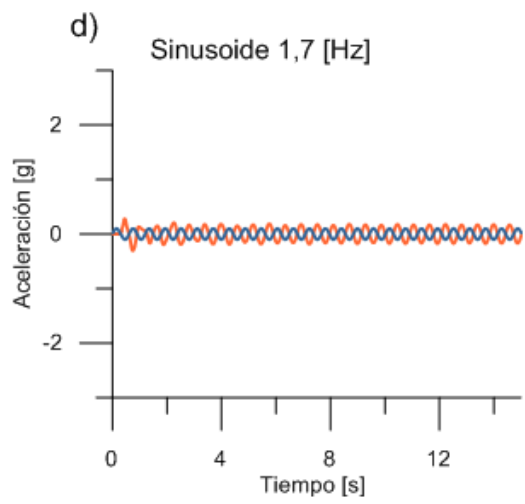 d)
Sinusoide 1,7 [Hz]
Aceleración [g]
2
0
-2
0 4 8 12
Tiempo [s]